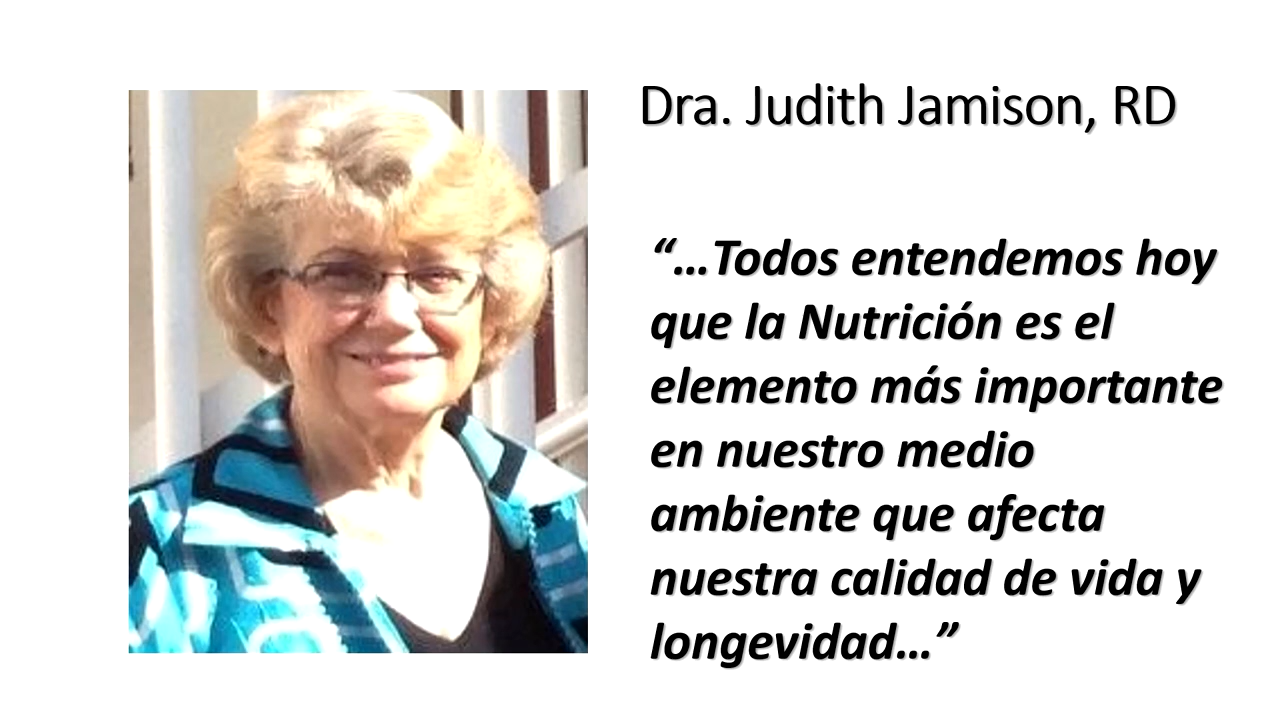 Dra. Judith Jamison, RD
“…Todos entendemos hoy
que la Nutrición es el
elemento más importante
en nuestro medio
ambiente que afecta
nuestra calidad de vida y
longevidad…”